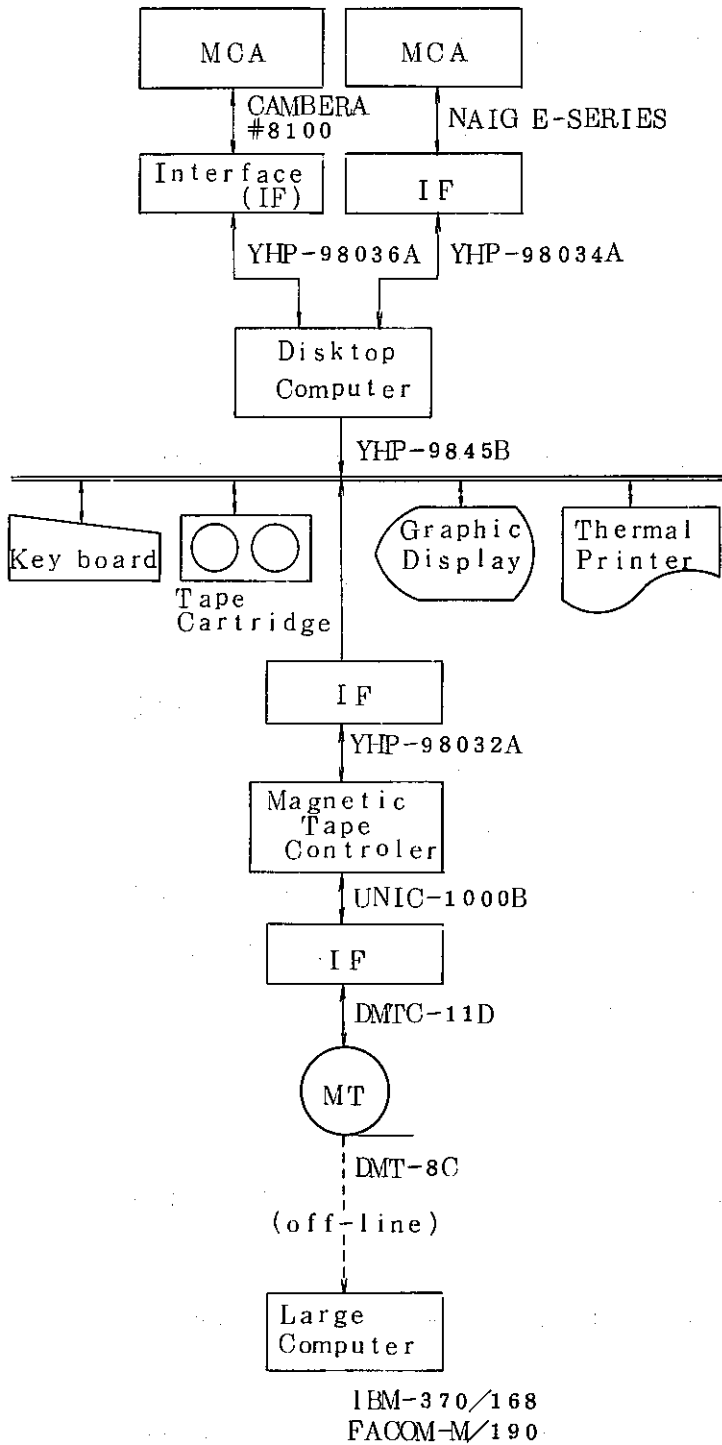 MCA
MCA
CAMBERA
#8100
NAIG E-SERIES
Interface
(IF)
IF
YHP-98036A
YHP-98034A
Disktop
Computer
YHP-9845B
Key board
Tape
Cartridge
Graphic
Display
Thermal
Printer
IF
YHP-98032A
Magnetic
Tape
Controler
UNIC-1000B
IF
DMTC-11D
MT
DMT-8C
(off-line)
Large
Computer
IBM-370/168
FACOM-M/190